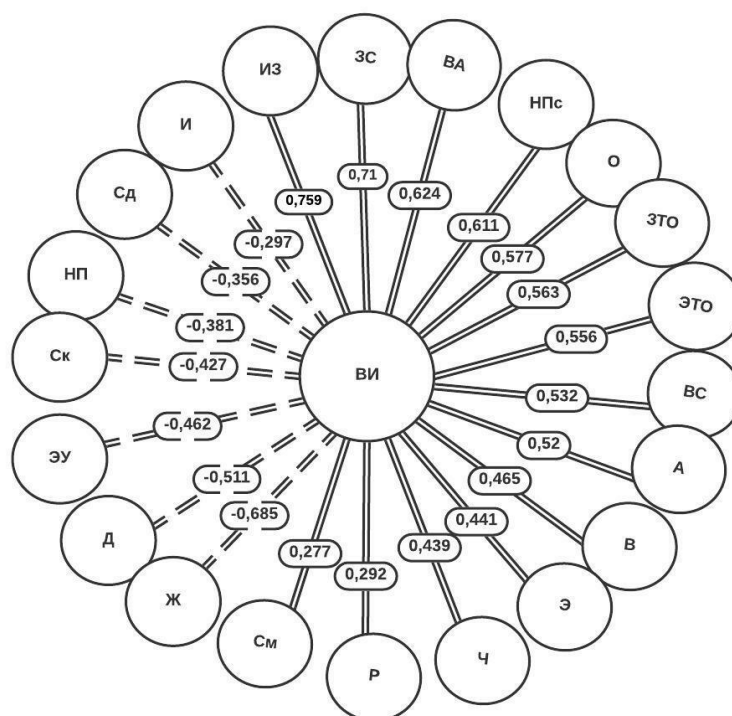 ИЗ
ЗС
ВА
НПс
О
ЗТО
ЭТО
ВС
А
В
Э
Ч
Р
См
Ж
Д
ЭУ
Ск
НП
Сд
И
ВИ
0,759
0,71
0,624
0,611
0,577
0,563
0,556
0,532
0,52
0,465
0,441
0,439
0,292
0,277
-0,685
-0,511
-0,462
-0,427
-0,381
-0,356
-0,297